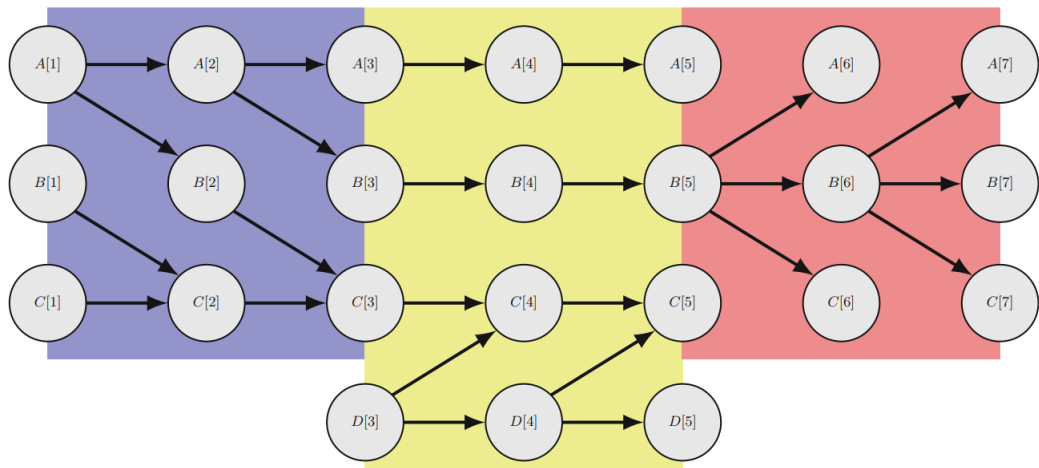 A[1] A[2] A[3] A[4] A[5] A[6] A[7]
B[1] B[2] B[3] B[4] B[5] B[6] B[7]
C[1] C[2] C[3] C[4] C[5] C[6] C[7]
D[3] D[4] D[5]